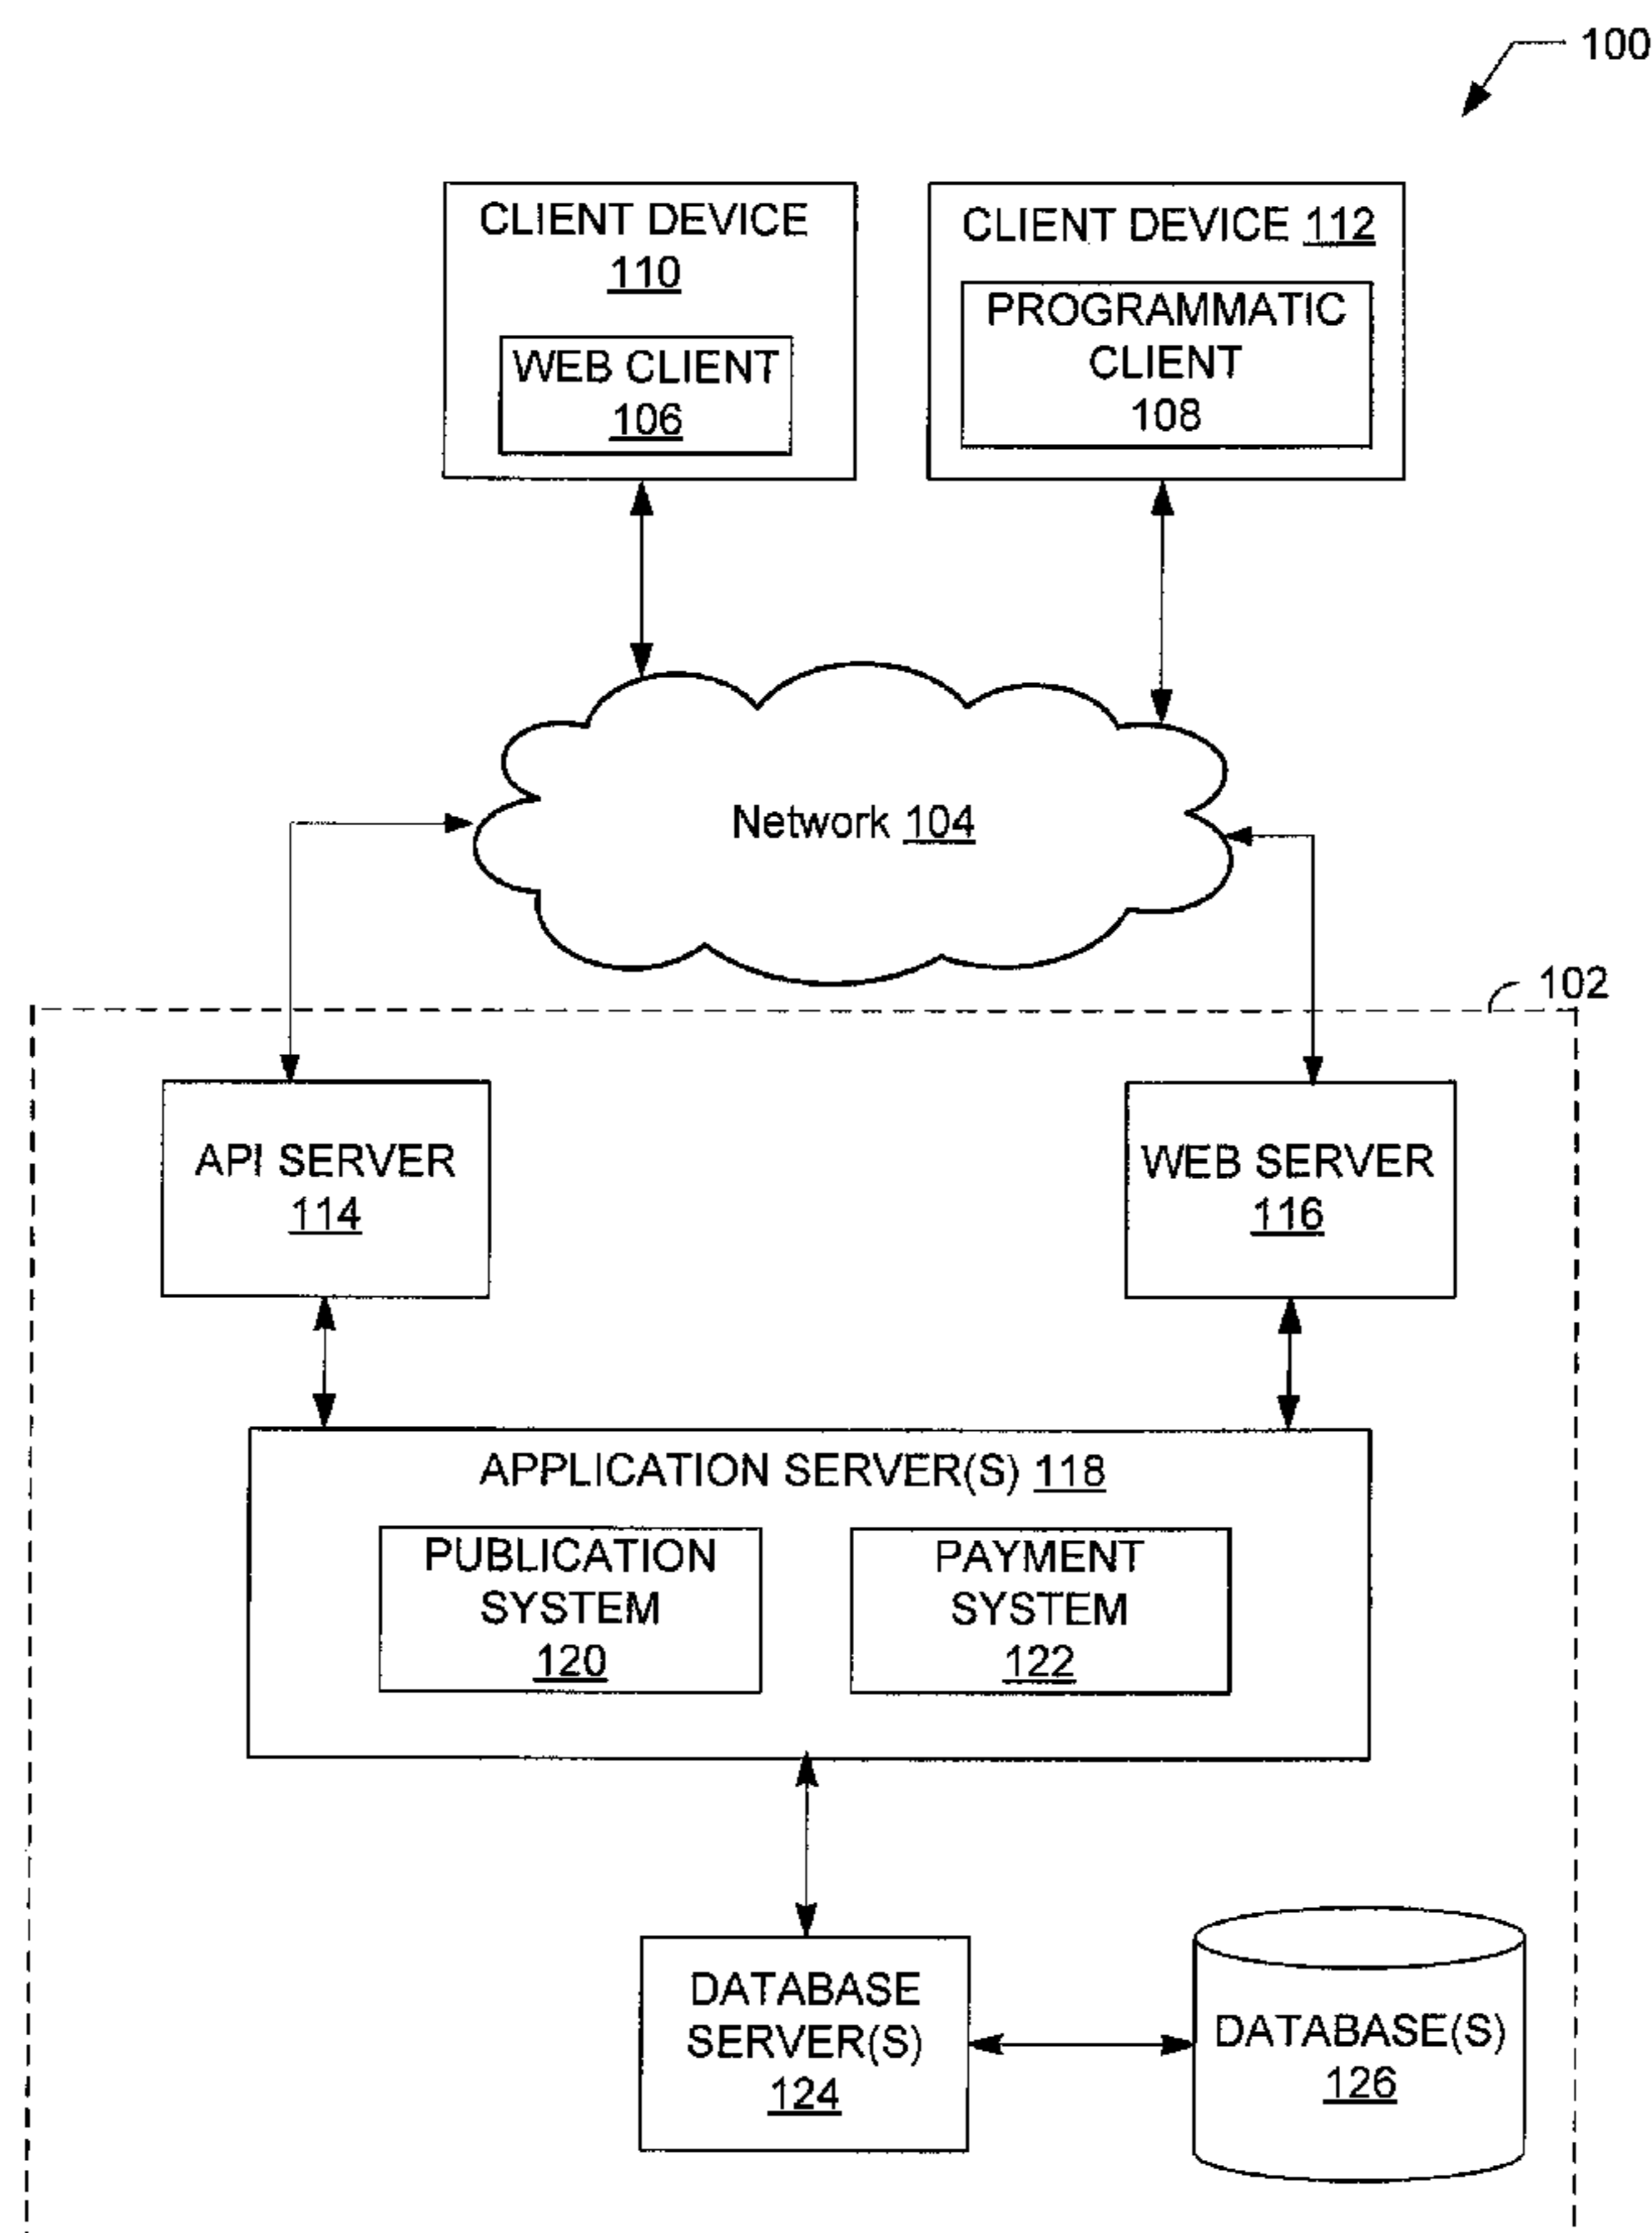 100
CLIENT DEVICE
110
WEB CLIENT
106
CLIENT DEVICE 112
PROGRAMMATIC
CLIENT
108
Network 104
102
API SERVER
114
WEB SERVER
116
APPLICATION SERVER(S) 118
PUBLICATION
SYSTEM
120
PAYMENT
SYSTEM
122
DATABASE
SERVER(S)
124
DATABASE(S)
126